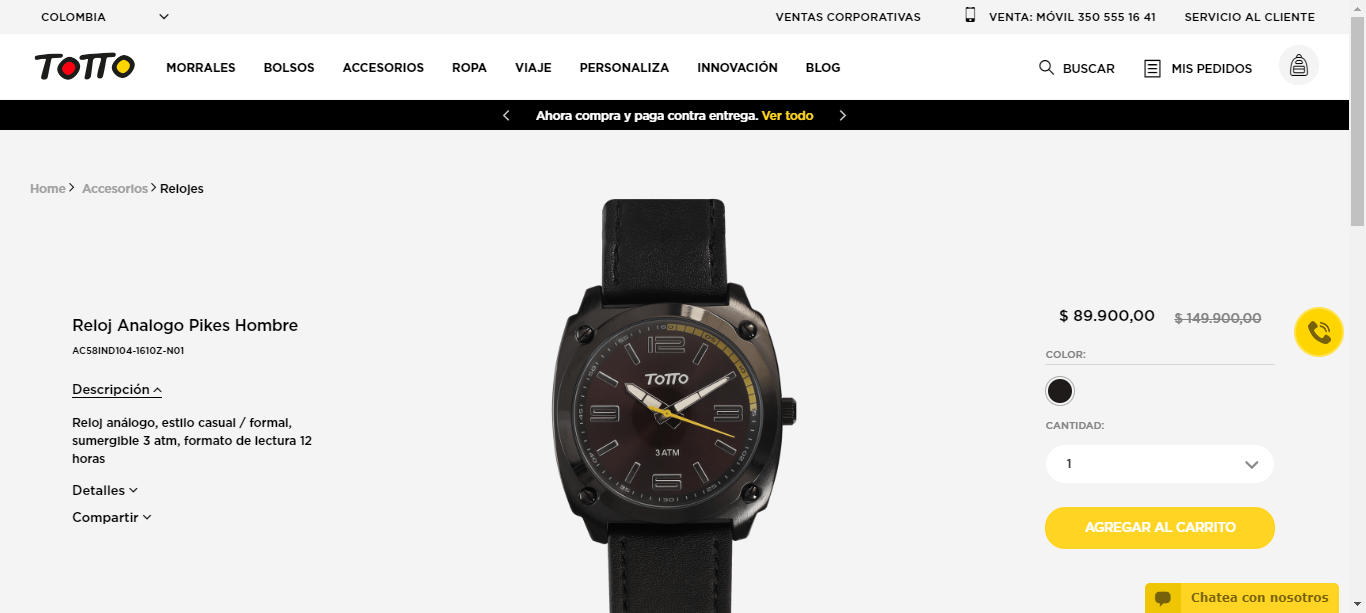 COLOMBIA
VENTAS CORPORATIVAS
VENTA: MÓVIL 350 555 16 41
SERVICIO AL CLIENTE
TOTTO
MORRALES
BOLSOS
ACCESORIOS
ROPA
VIAJE
PERSONALIZA
INNOVACIÓN
BLOG
BUSCAR
MIS PEDIDOS
Ahora compra y paga contra entrega. Ver todo
Home > Accesorios > Relojes
Reloj Analogo Pikes Hombre
AC58IND104-1610Z-N01
Descripción
Reloj análogo, estilo casual / formal,
sumergible 3 atm, formato de lectura 12
horas
Detalles
Compartir
12
TOTTO
9
3
3 ATM
6
$ 89.900,00
$ 149.900,00
COLOR:
CANTIDAD:
1
AGREGAR AL CARRITO
Chatea con nosotros